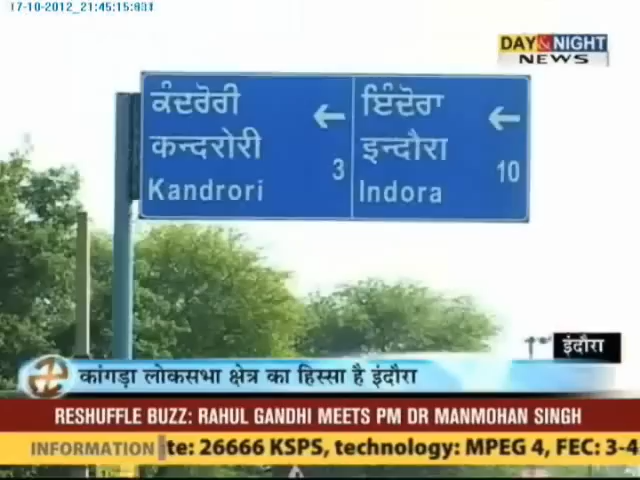 17-10-2012_21:45:15:881
DAY&NIGHT
NEWS
ਕੰਦਰੋਰੀ
कन्दरोरी
Kandrori
3
ਇੰਦੋਰਾ
इन्दौरा
Indora
10
इंदौरा
कांगड़ा लोकसभा क्षेत्र का हिस्सा है इंदौरा
RESHUFFLE BUZZ: RAHUL GANDHI MEETS PM DR MANMOHAN SINGH
INFORMATION te: 26666 KSPS, technology: MPEG 4, FEC: 3-4